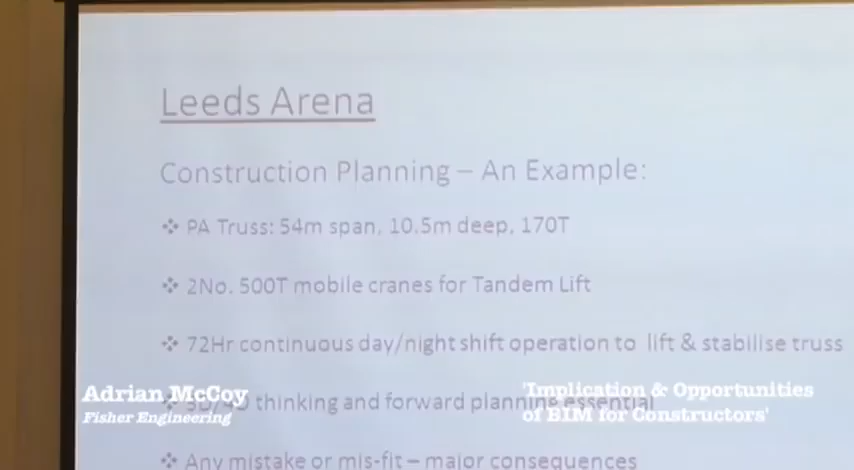 Leeds Arena
Construction Planning – An Example:
❖ PA Truss: 54m span, 10.5m deep, 170T
❖ 2No. 500T mobile cranes for Tandem Lift
❖ 72Hr continuous day/night shift operation to lift & stabilise truss
❖ 3D/4D thinking and forward planning essential
❖ Any mistake or mis-fit – major consequences
Adrian McCoy
Fisher Engineering
'Implication & Opportunities
of BIM for Constructors'